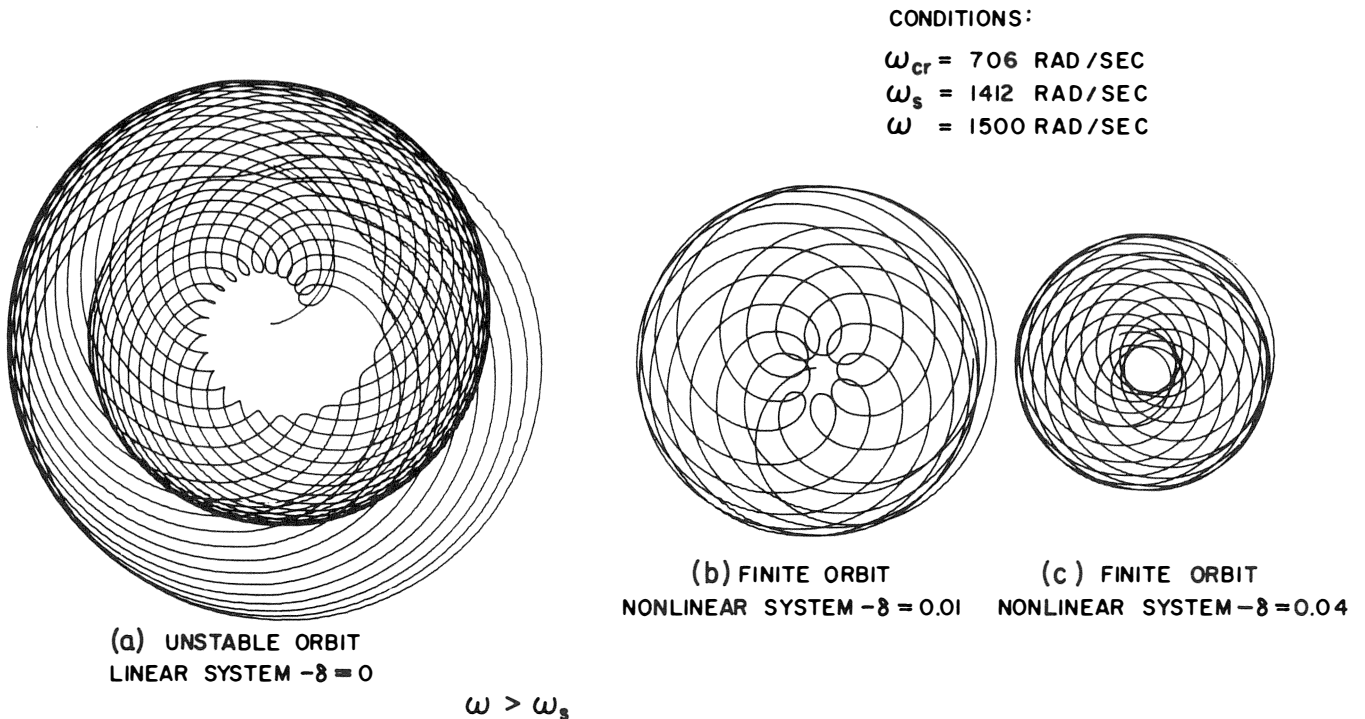 CONDITIONS:
ω_cr = 706 RAD/SEC
ω_s = 1412 RAD/SEC
ω = 1500 RAD/SEC
(a) UNSTABLE ORBIT
LINEAR SYSTEM -δ = 0
(b) FINITE ORBIT
NONLINEAR SYSTEM -δ = 0.01
(c) FINITE ORBIT
NONLINEAR SYSTEM -δ = 0.04
ω > ω_s